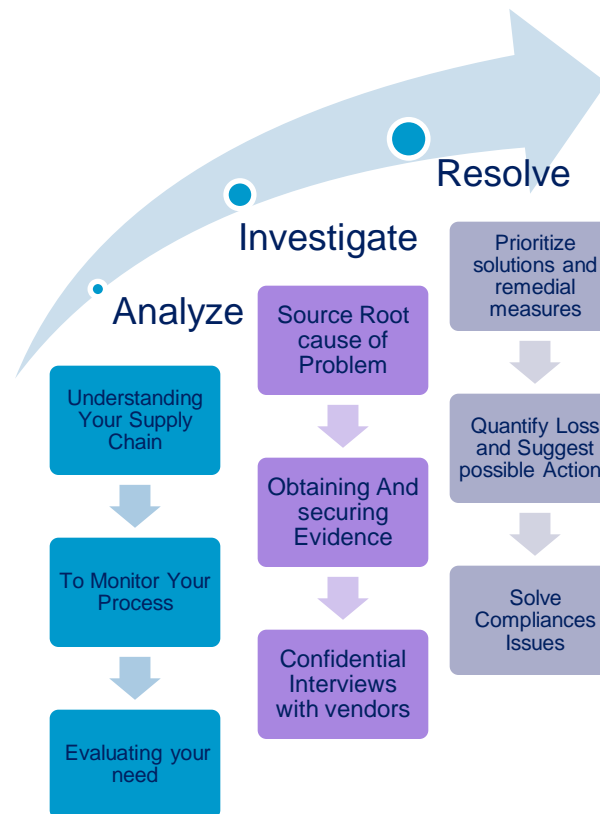 Analyze
Understanding
Your Supply
Chain
To Monitor Your
Process
Evaluating your
need
Investigate
Source Root
cause of
Problem
Obtaining And
securing
Evidence
Confidential
Interviews
with vendors
Resolve
Prioritize
solutions and
remedial
measures
Quantify Loss
and Suggest
possible Action
Solve
Compliances
Issues